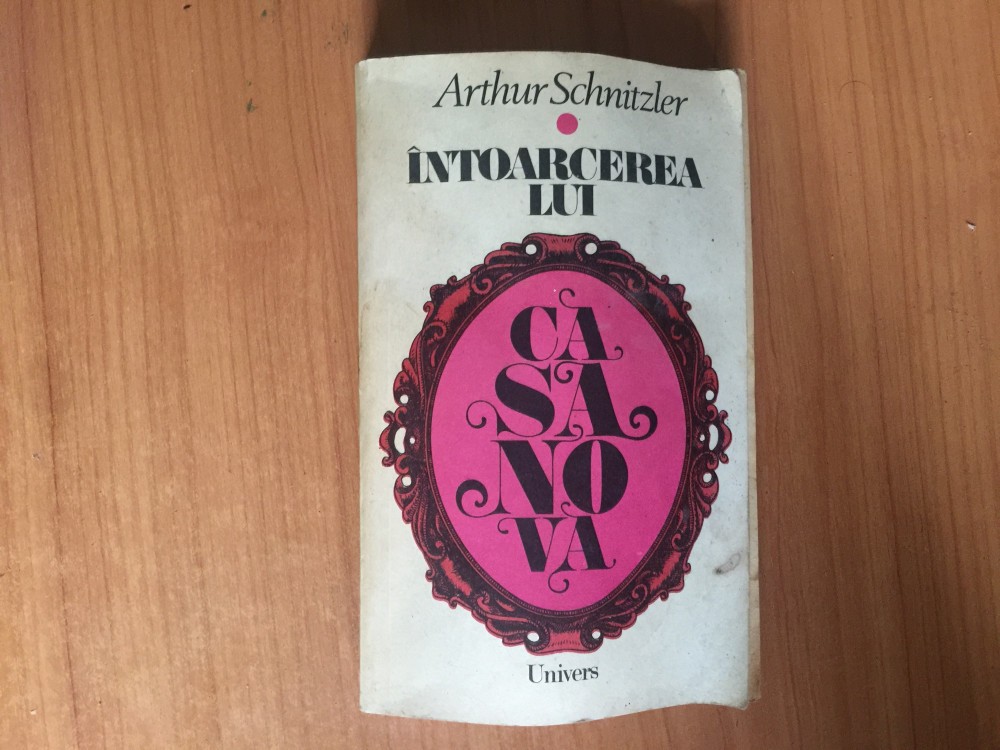 Arthur Schnitzler
ÎNTOARCEREA
LUI
CA
SA
NO
VA
Univers